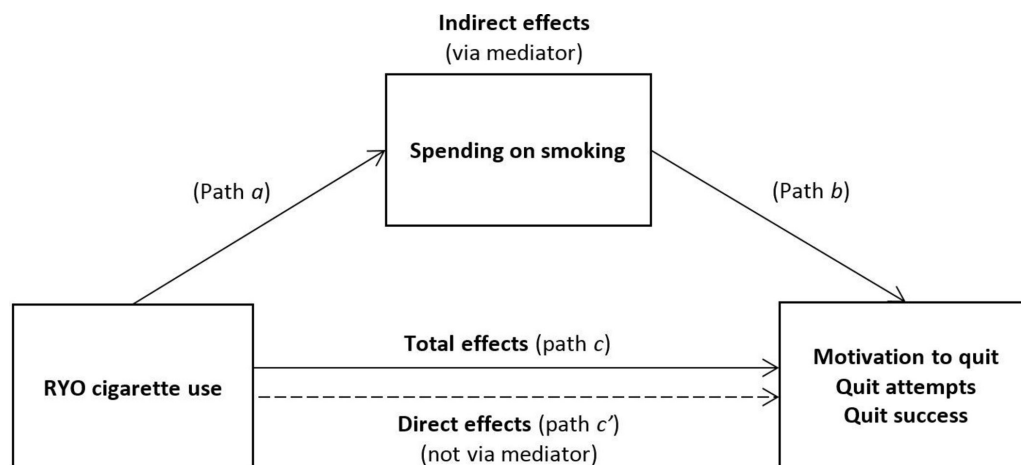 Indirect effects
(via mediator)
Spending on smoking
(Path a)
(Path b)
RYO cigarette use
Total effects (path c)
Direct effects (path c’)
(not via mediator)
Motivation to quit
Quit attempts
Quit success